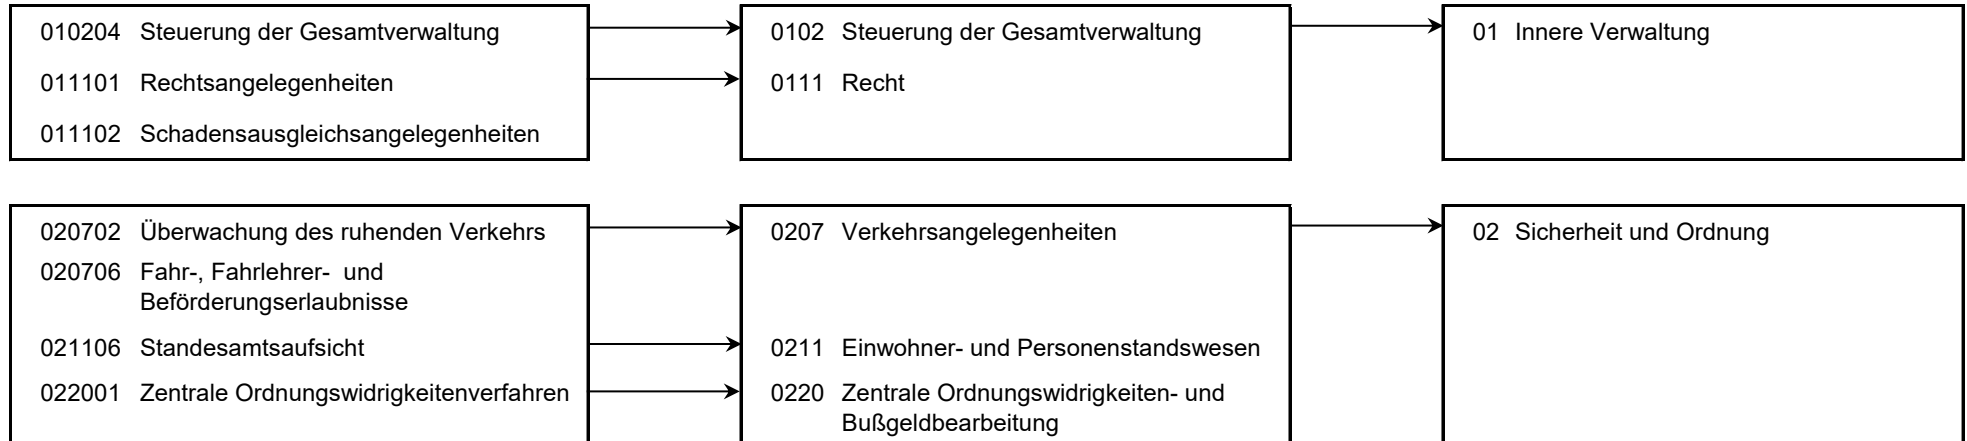 010204 Steuerung der Gesamtverwaltung 0102 Steuerung der Gesamtverwaltung 01 Innere Verwaltung
011101 Rechtsangelegenheiten 0111 Recht
011102 Schadensausgleichsangelegenheiten
020702 Überwachung des ruhenden Verkehrs 0207 Verkehrsangelegenheiten 02 Sicherheit und Ordnung
020706 Fahr-, Fahrlehrer- und
Beförderungserlaubnisse
021106 Standesamtsaufsicht 0211 Einwohner- und Personenstandswesen
022001 Zentrale Ordnungswidrigkeitenverfahren 0220 Zentrale Ordnungswidrigkeiten- und
Bußgeldbearbeitung